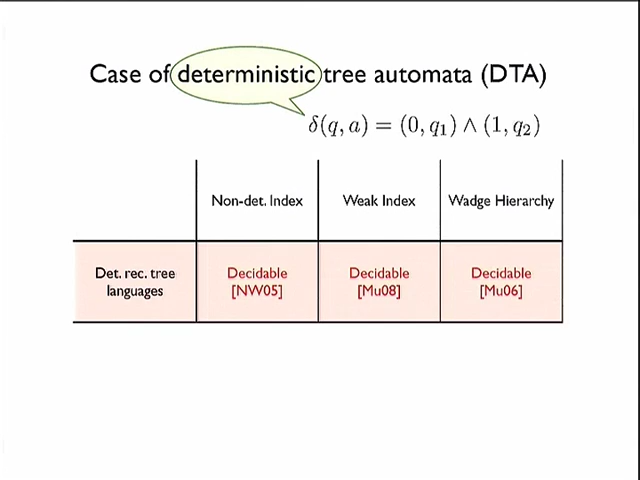 Case of deterministic tree automata (DTA)
δ(q, a) = (0, q₁) ∧ (1, q₂)
Non-det. Index
Weak Index
Wadge Hierarchy
Det. rec. tree
languages
Decidable
[NW05]
Decidable
[Mu08]
Decidable
[Mu06]